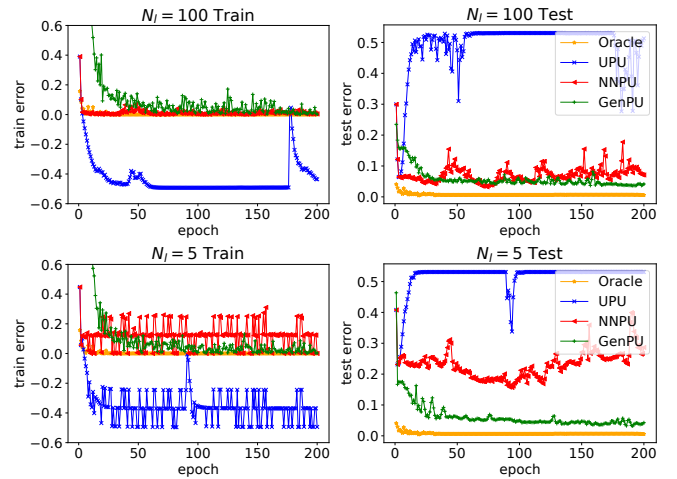 N_l = 100 Train
train error
0.6
0.4
0.2
0.0
−0.2
−0.4
−0.6
0 50 100 150 200
epoch
N_l = 100 Test
test error
0.5
0.4
0.3
0.2
0.1
0.0
0 50 100 150 200
epoch
Oracle
UPU
NNPU
GenPU
N_l = 5 Train
train error
0.6
0.4
0.2
0.0
−0.2
−0.4
−0.6
0 50 100 150 200
epoch
N_l = 5 Test
test error
0.5
0.4
0.3
0.2
0.1
0.0
0 50 100 150 200
epoch
Oracle
UPU
NNPU
GenPU